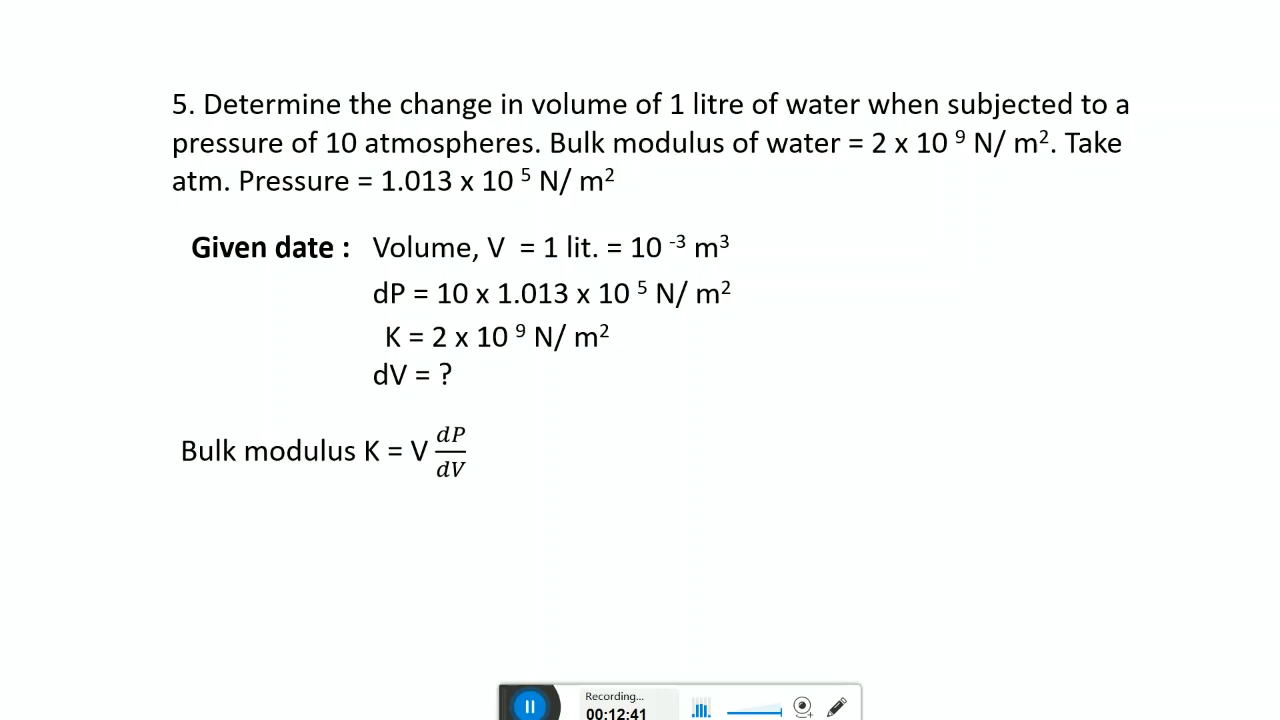 5. Determine the change in volume of 1 litre of water when subjected to a
pressure of 10 atmospheres. Bulk modulus of water = 2 x 10 ⁹ N/ m². Take
atm. Pressure = 1.013 x 10 ⁵ N/ m²
Given date : Volume, V = 1 lit. = 10 ⁻³ m³
dP = 10 x 1.013 x 10 ⁵ N/ m²
K = 2 x 10 ⁹ N/ m²
dV = ?
Bulk modulus K = V dP/dV
Recording...
00:12:41